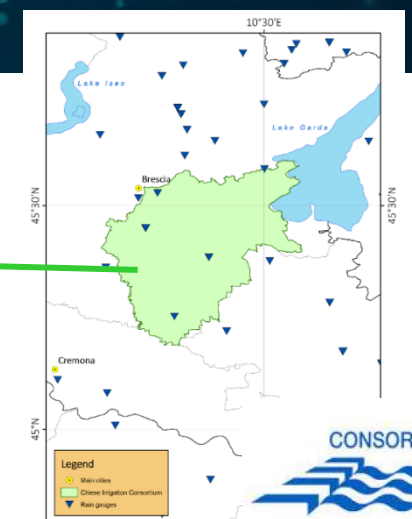 10°30'E
Lake Iseo
Lake Garda
Brescia
45°30'N
45°30'N
Cremona
45°N
45°N
Legend
Main cities
Chiese Irrigation Consortium
Rain gauges
CONSOR